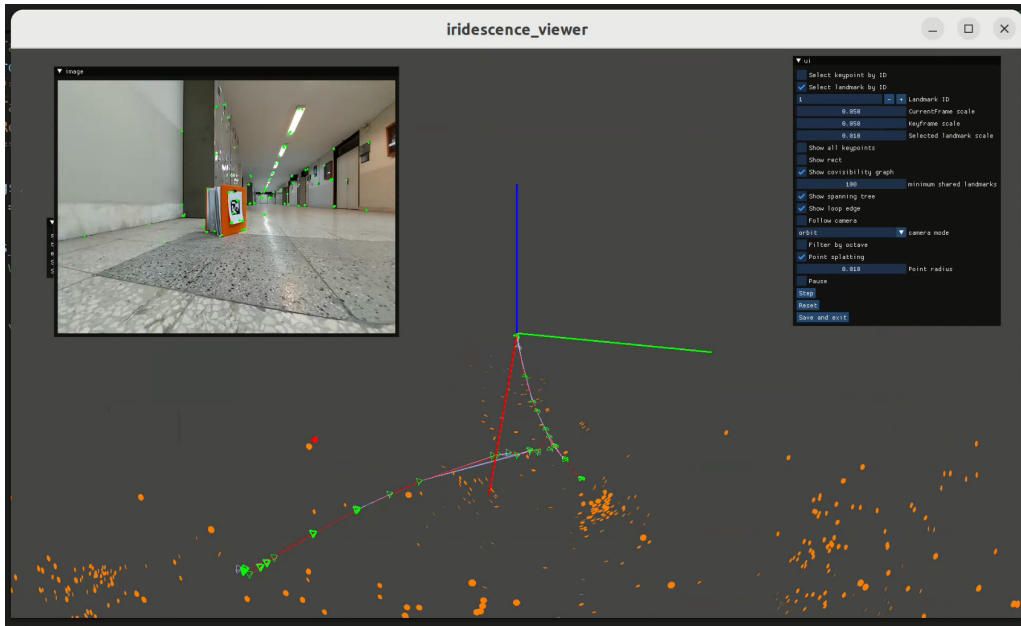 iridescence_viewer
image
ui
Select keypoint by ID
Select landmark by ID
1 - + Landmark ID
0.050 CurrentFrame scale
0.050 Keyframe scale
0.010 Selected landmark scale
Show all keypoints
Show rect
Show covisibility graph
100 minimum shared landmarks
Show spanning tree
Show loop edge
Follow camera
orbit camera mode
Filter by octave
Point splatting
0.010 Point radius
Pause
Step
Reset
Save and exit